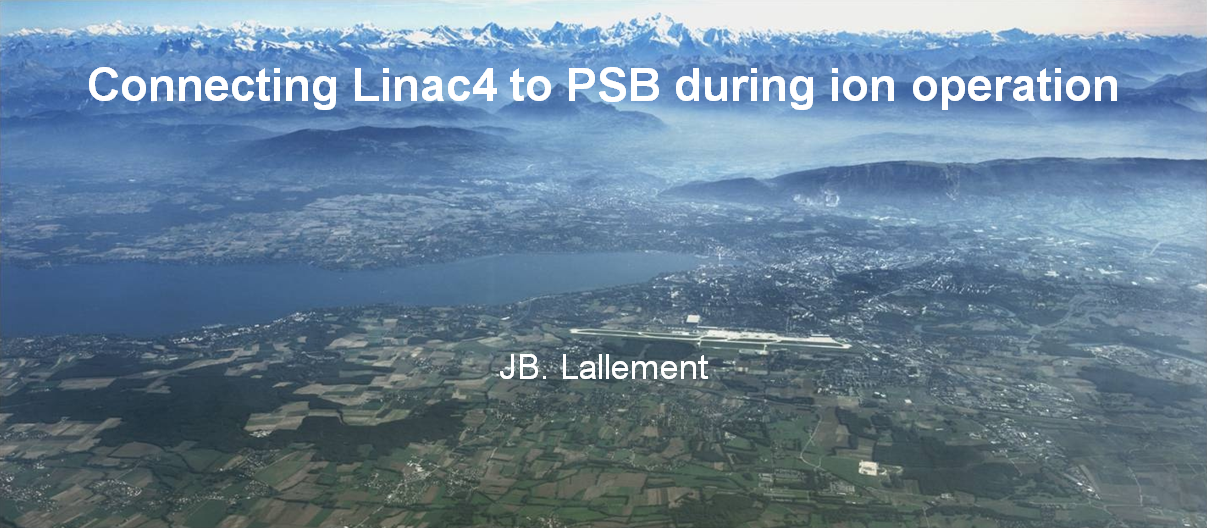 Connecting Linac4 to PSB during ion operation
JB. Lallement